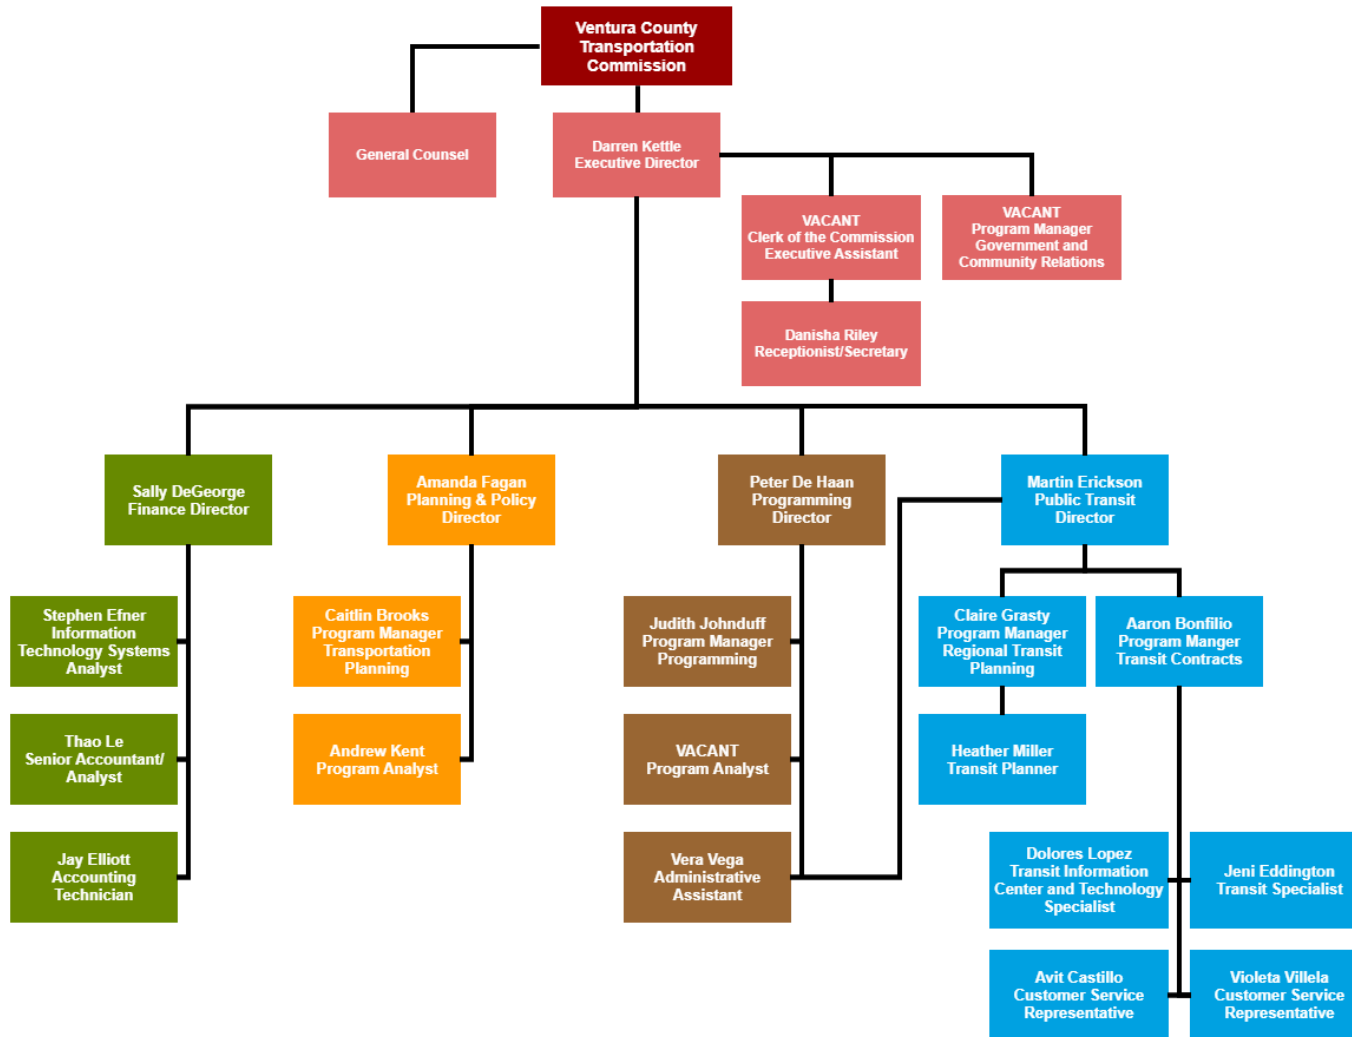 Ventura County
Transportation
Commission
General Counsel
Darren Kettle
Executive Director
VACANT
Clerk of the Commission
Executive Assistant
VACANT
Program Manager
Government and
Community Relations
Danisha Riley
Receptionist/Secretary
Sally DeGeorge
Finance Director
Amanda Fagan
Planning & Policy
Director
Peter De Haan
Programming
Director
Martin Erickson
Public Transit
Director
Stephen Efner
Information
Technology Systems
Analyst
Caitlin Brooks
Program Manager
Transportation
Planning
Judith Johnduff
Program Manager
Programming
Claire Grasty
Program Manager
Regional Transit
Planning
Aaron Bonfilio
Program Manger
Transit Contracts
Thao Le
Senior Accountant/
Analyst
Andrew Kent
Program Analyst
VACANT
Program Analyst
Heather Miller
Transit Planner
Jay Elliott
Accounting
Technician
Vera Vega
Administrative
Assistant
Dolores Lopez
Transit Information
Center and Technology
Specialist
Jeni Eddington
Transit Specialist
Avit Castillo
Customer Service
Representative
Violeta Villela
Customer Service
Representative